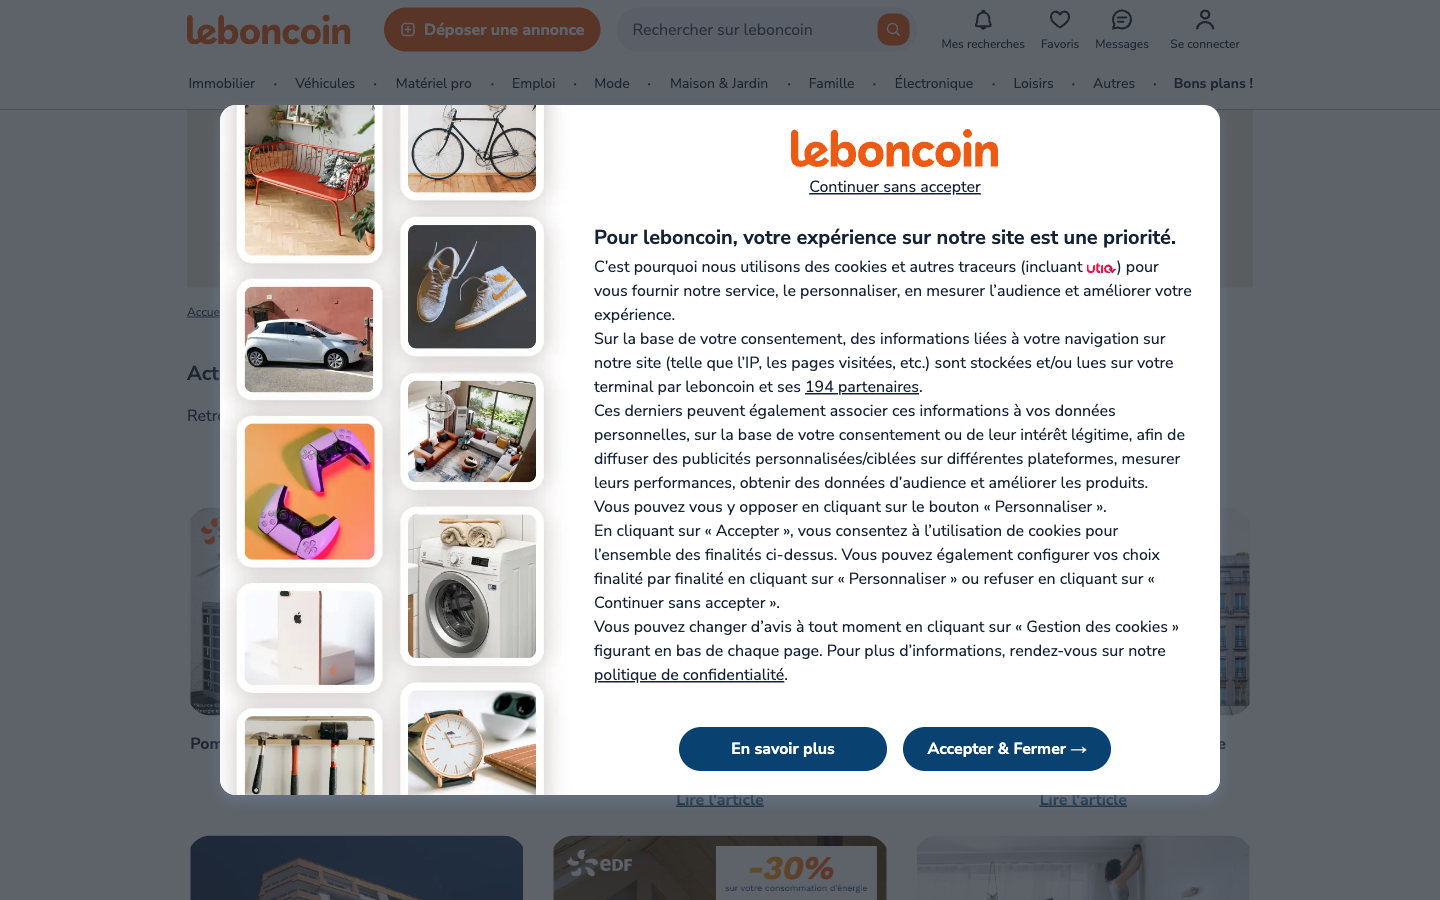 leboncoin
Déposer une annonce
Rechercher sur leboncoin
Mes recherches
Favoris
Messages
Se connecter
Immobilier · Véhicules · Matériel pro · Emploi · Mode · Maison & Jardin · Famille · Électronique · Loisirs · Autres · Bons plans !
leboncoin
Continuer sans accepter
Pour leboncoin, votre expérience sur notre site est une priorité.
C'est pourquoi nous utilisons des cookies et autres traceurs (incluant utiq) pour
vous fournir notre service, le personnaliser, en mesurer l'audience et améliorer votre
expérience.
Sur la base de votre consentement, des informations liées à votre navigation sur
notre site (telle que l'IP, les pages visitées, etc.) sont stockées et/ou lues sur votre
terminal par leboncoin et ses 194 partenaires.
Ces derniers peuvent également associer ces informations à vos données
personnelles, sur la base de votre consentement ou de leur intérêt légitime, afin de
diffuser des publicités personnalisées/ciblées sur différentes plateformes, mesurer
leurs performances, obtenir des données d'audience et améliorer les produits.
Vous pouvez vous y opposer en cliquant sur le bouton « Personnaliser ».
En cliquant sur « Accepter », vous consentez à l'utilisation de cookies pour
l'ensemble des finalités ci-dessus. Vous pouvez également configurer vos choix
finalité par finalité en cliquant sur « Personnaliser » ou refuser en cliquant sur «
Continuer sans accepter ».
Vous pouvez changer d'avis à tout moment en cliquant sur « Gestion des cookies »
figurant en bas de chaque page. Pour plus d'informations, rendez-vous sur notre
politique de confidentialité.
En savoir plus
Accepter & Fermer →
Accue
Act
Retr
Pom
e
Lire l'article
Lire l'article
eDF
-30%
sur votre consommation d'énergie